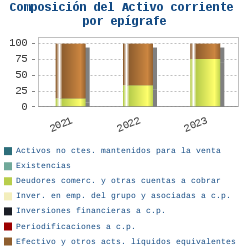 Composición del Activo corriente
por epígrafe
100
75
50
25
0
2021
2022
2023
Activos no ctes. mantenidos para la venta
Existencias
Deudores comerc. y otras cuentas a cobrar
Inver. en emp. del grupo y asociadas a c.p.
Inversiones financieras a c.p.
Periodificaciones a c.p.
Efectivo y otros acts. líquidos equivalentes